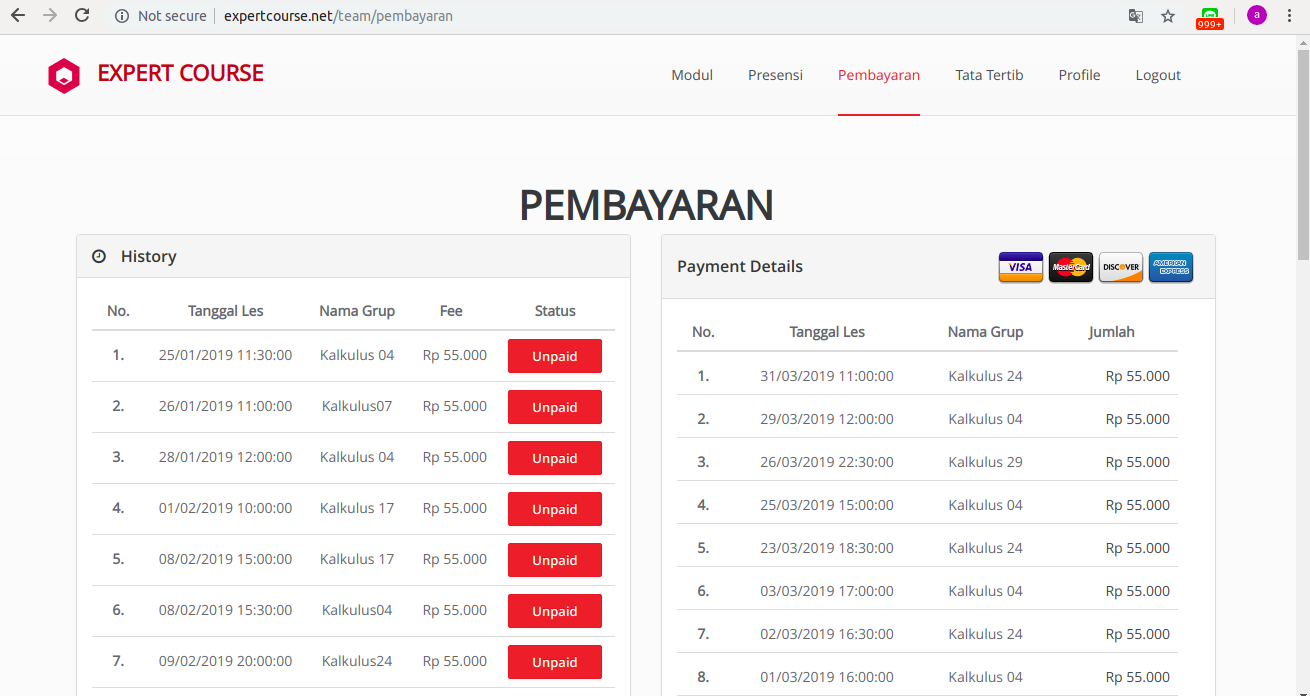 Not secure | expertcourse.net/team/pembayaran
999+
a
EXPERT COURSE
Modul Presensi Pembayaran Tata Tertib Profile Logout
PEMBAYARAN
History
No. Tanggal Les Nama Grup Fee Status
1. 25/01/2019 11:30:00 Kalkulus 04 Rp 55.000 Unpaid
2. 26/01/2019 11:00:00 Kalkulus07 Rp 55.000 Unpaid
3. 28/01/2019 12:00:00 Kalkulus 04 Rp 55.000 Unpaid
4. 01/02/2019 10:00:00 Kalkulus 17 Rp 55.000 Unpaid
5. 08/02/2019 15:00:00 Kalkulus 17 Rp 55.000 Unpaid
6. 08/02/2019 15:30:00 Kalkulus04 Rp 55.000 Unpaid
7. 09/02/2019 20:00:00 Kalkulus24 Rp 55.000 Unpaid
Payment Details
VISA MasterCard DISCOVER AMERICAN EXPRESS
No. Tanggal Les Nama Grup Jumlah
1. 31/03/2019 11:00:00 Kalkulus 24 Rp 55.000
2. 29/03/2019 12:00:00 Kalkulus 04 Rp 55.000
3. 26/03/2019 22:30:00 Kalkulus 29 Rp 55.000
4. 25/03/2019 15:00:00 Kalkulus 04 Rp 55.000
5. 23/03/2019 18:30:00 Kalkulus 24 Rp 55.000
6. 03/03/2019 17:00:00 Kalkulus 04 Rp 55.000
7. 02/03/2019 16:30:00 Kalkulus 24 Rp 55.000
8. 01/03/2019 16:00:00 Kalkulus 04 Rp 55.000